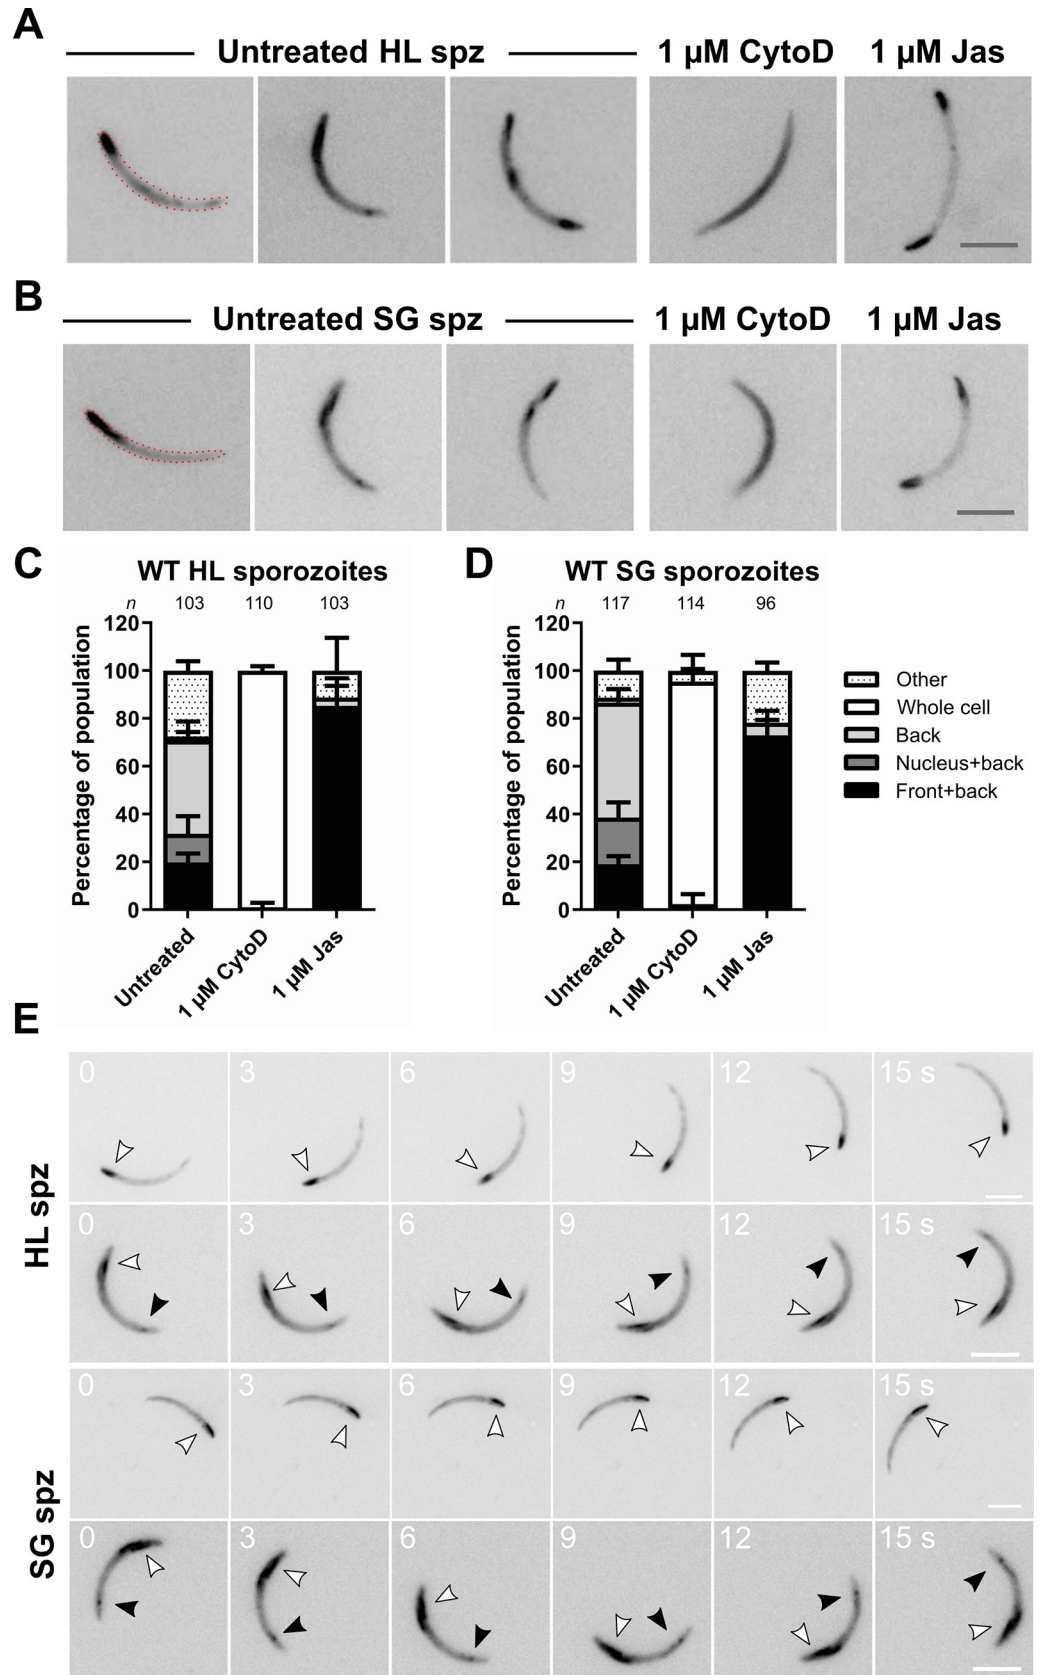 A
Untreated HL spz
1 µM CytoD
1 µM Jas
B
Untreated SG spz
1 µM CytoD
1 µM Jas
C
WT HL sporozoites
n 103 110 103
Percentage of population
120
100
80
60
40
20
0
Untreated
1 µM CytoD
1 µM Jas
D
WT SG sporozoites
n 117 114 96
Percentage of population
120
100
80
60
40
20
0
Untreated
1 µM CytoD
1 µM Jas
Other
Whole cell
Back
Nucleus+back
Front+back
E
HL spz
0 3 6 9 12 15 s
0 3 6 9 12 15 s
SG spz
0 3 6 9 12 15 s
0 3 6 9 12 15 s